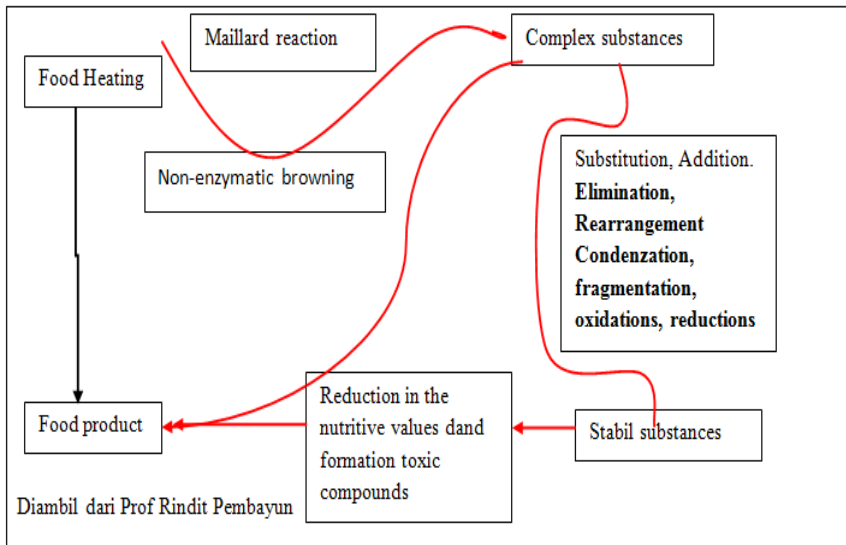 Maillard reaction
Complex substances
Food Heating
Non-enzymatic browning
Substitution, Addition.
Elimination,
Rearrangement
Condenzation,
fragmentation,
oxidations, reductions
Food product
Reduction in the
nutritive values dand
formation toxic
compounds
Stabil substances
Diambil dari Prof Rindit Pembayun